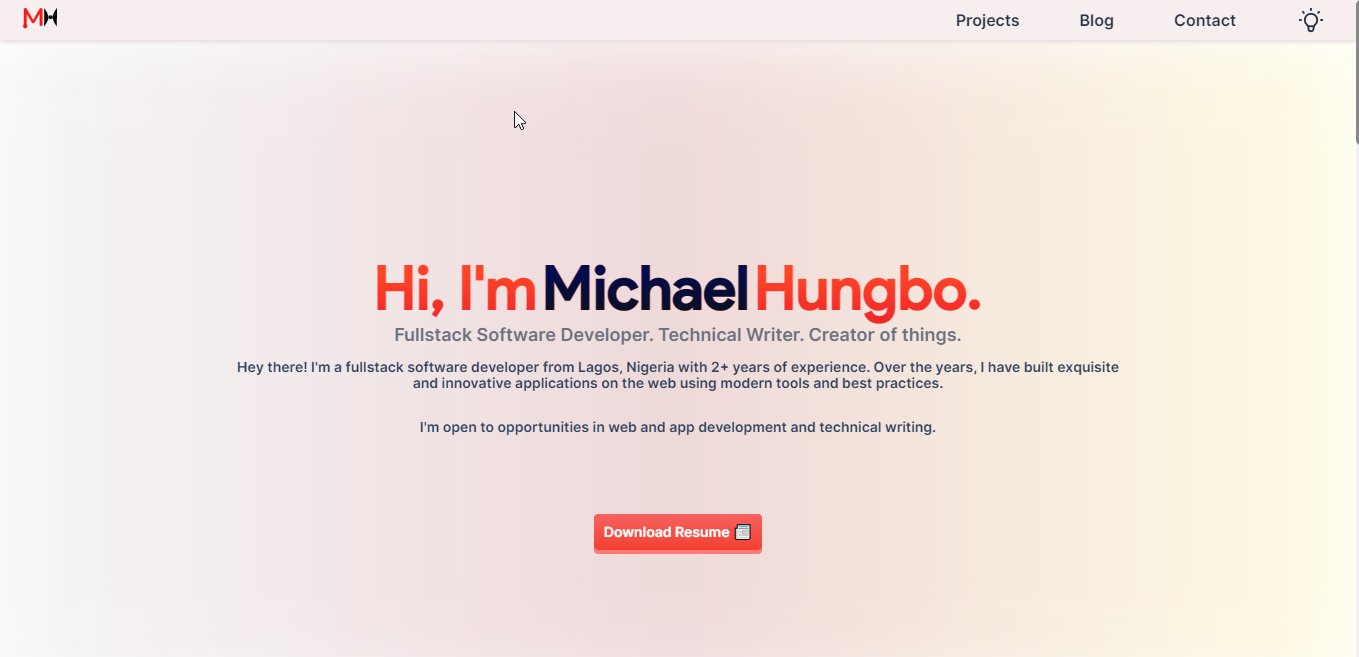 MH
Projects
Blog
Contact
Hi, I'm Michael Hungbo.
Fullstack Software Developer. Technical Writer. Creator of things.
Hey there! I'm a fullstack software developer from Lagos, Nigeria with 2+ years of experience. Over the years, I have built exquisite
and innovative applications on the web using modern tools and best practices.
I'm open to opportunities in web and app development and technical writing.
Download Resume